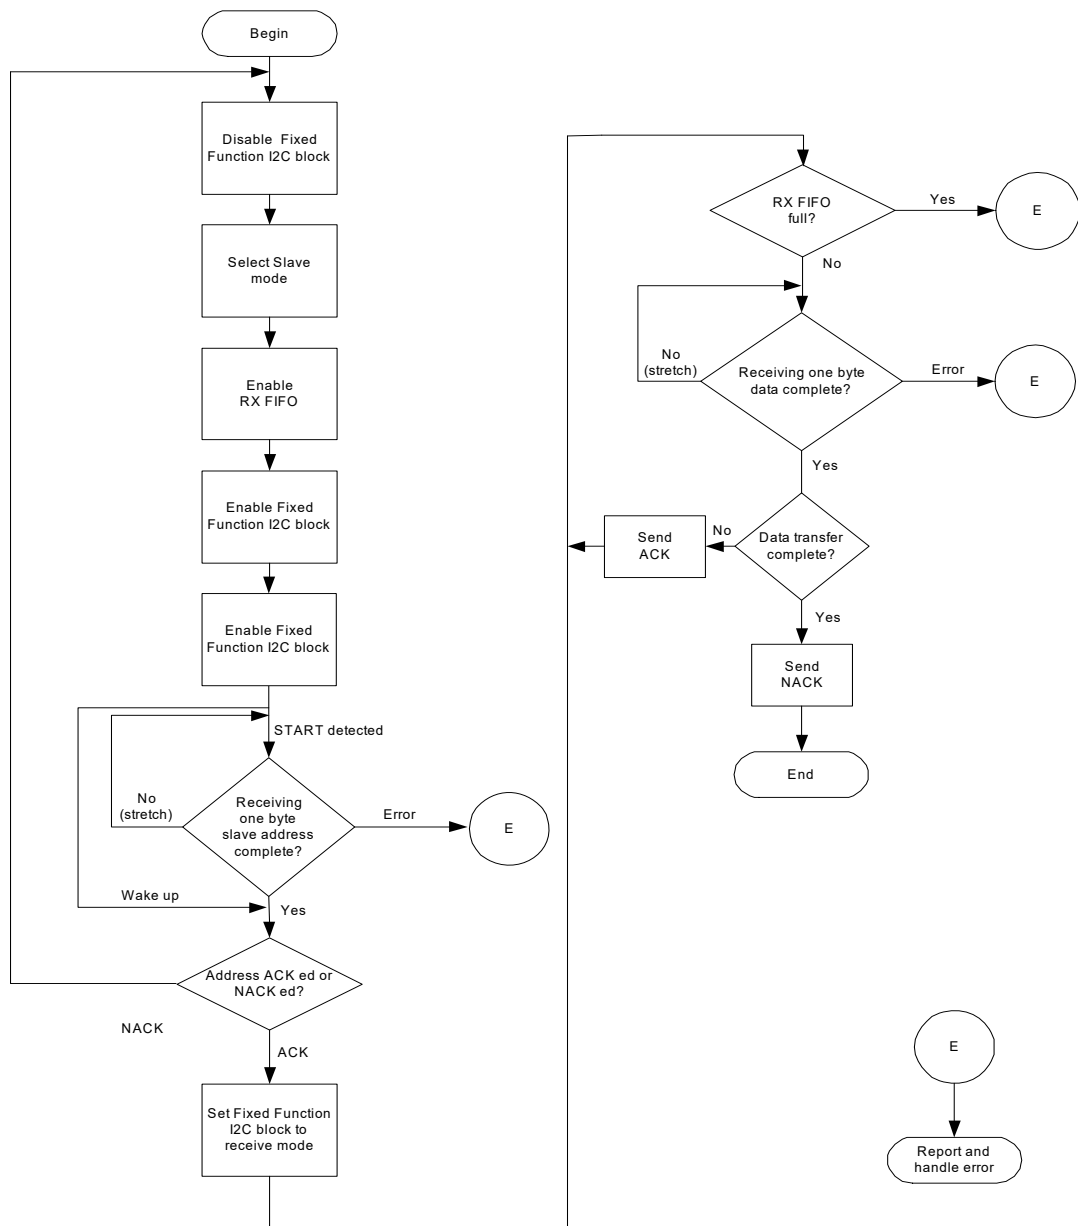 Begin
Disable Fixed
Function I2C block
Select Slave
mode
Enable
RX FIFO
Enable Fixed
Function I2C block
Enable Fixed
Function I2C block
START detected
No
(stretch)
Receiving
one byte
slave address
complete?
Error
E
Wake up
Yes
Address ACK ed or
NACK ed?
NACK
ACK
Set Fixed Function
I2C block to
receive mode
RX FIFO
full?
Yes
E
No
No
(stretch)
Receiving one byte
data complete?
Error
E
Yes
Send
ACK
No
Data transfer
complete?
Yes
Send
NACK
End
E
Report and
handle error